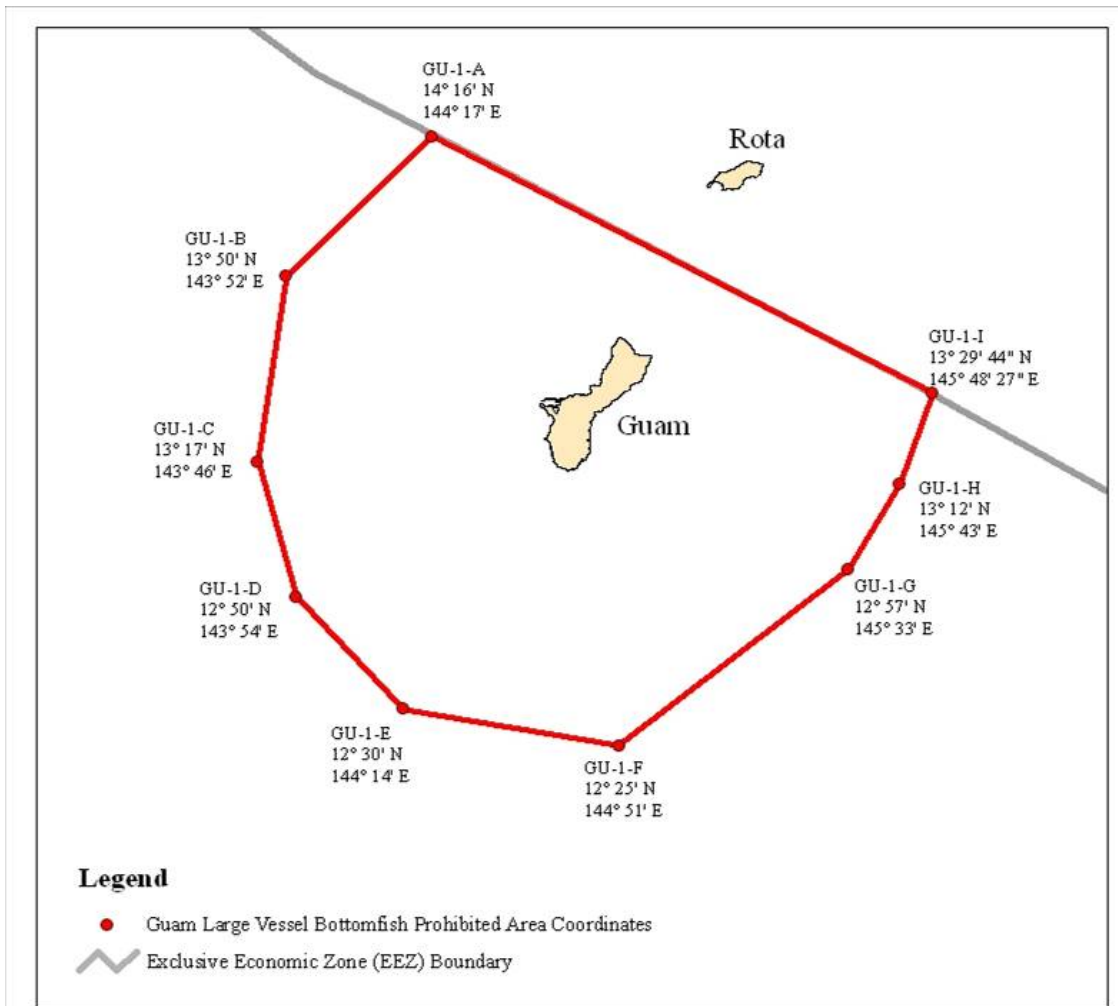 GU-1-A
14° 16' N
144° 17' E
Rota
GU-1-B
13° 50' N
143° 52' E
GU-1-I
13° 29' 44" N
145° 48' 27" E
Guam
GU-1-C
13° 17' N
143° 46' E
GU-1-H
13° 12' N
145° 43' E
GU-1-D
12° 50' N
143° 54' E
GU-1-G
12° 57' N
145° 33' E
GU-1-E
12° 30' N
144° 14' E
GU-1-F
12° 25' N
144° 51' E
Legend
Guam Large Vessel Bottomfish Prohibited Area Coordinates
Exclusive Economic Zone (EEZ) Boundary